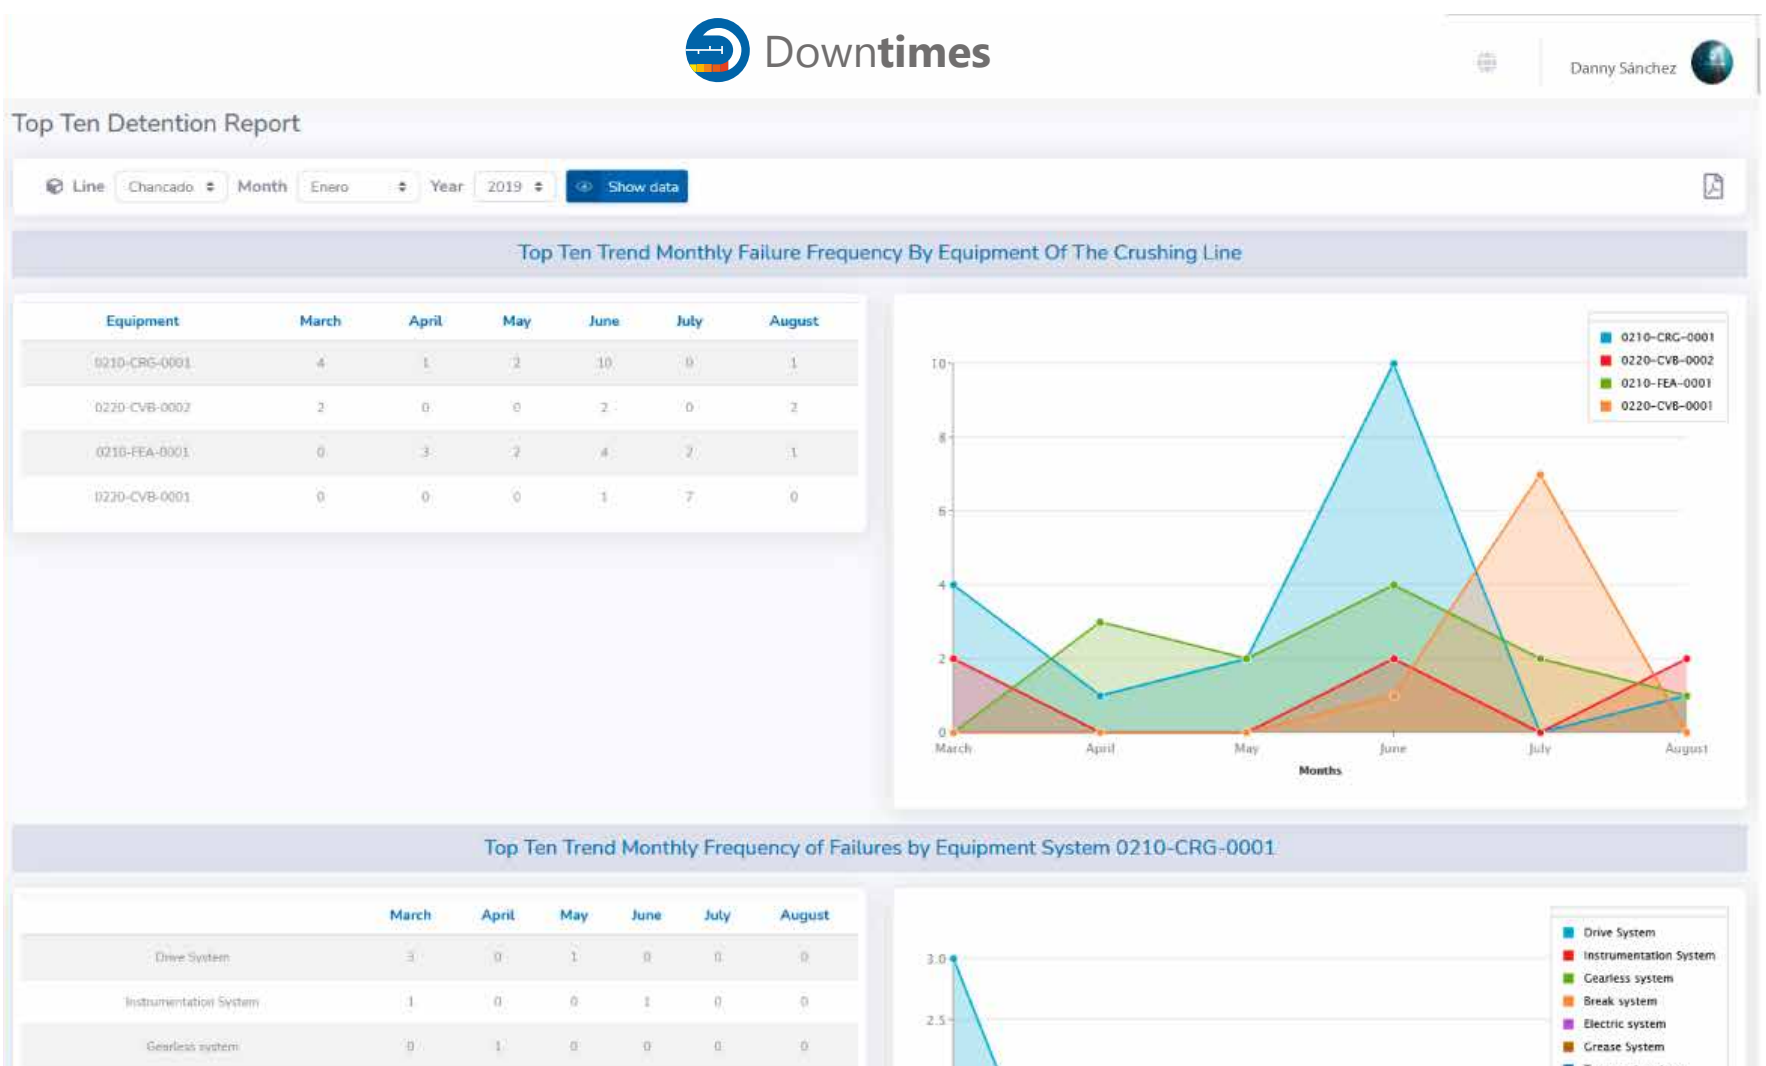 Downtimes
Danny Sánchez
Top Ten Detention Report
Line Chancado Month Enero Year 2019 Show data
Top Ten Trend Monthly Failure Frequency By Equipment Of The Crushing Line
Equipment March April May June July August
0210-CRG-0001 4 1 2 10 0 1
0220-CVB-0002 2 0 0 2 0 2
0210-FEA-0001 0 3 2 4 2 1
0220-CVB-0001 0 0 0 1 7 0
0210-CRG-0001
0220-CVB-0002
0210-FEA-0001
0220-CVB-0001
10
8
6
4
2
0
March April May June July August
Months
Top Ten Trend Monthly Frequency of Failures by Equipment System 0210-CRG-0001
March April May June July August
Drive System 3 0 1 0 0 0
Instrumentation System 1 0 0 1 0 0
Gearless system 0 1 0 0 0 0
3.0
2.5
Drive System
Instrumentation System
Gearless system
Break system
Electric system
Grease System